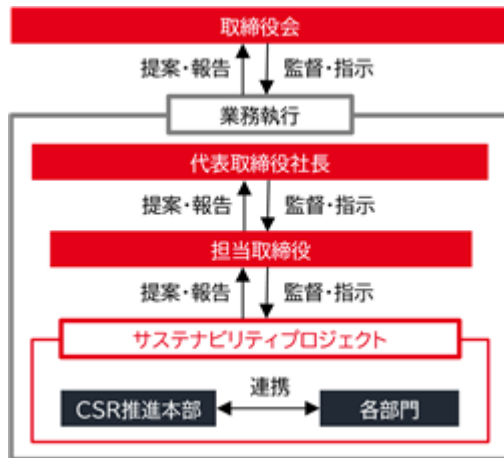 取締役会
提案・報告 監督・指示
業務執行
代表取締役社長
提案・報告 監督・指示
担当取締役
提案・報告 監督・指示
サステナビリティプロジェクト
連携
CSR推進本部 各部門